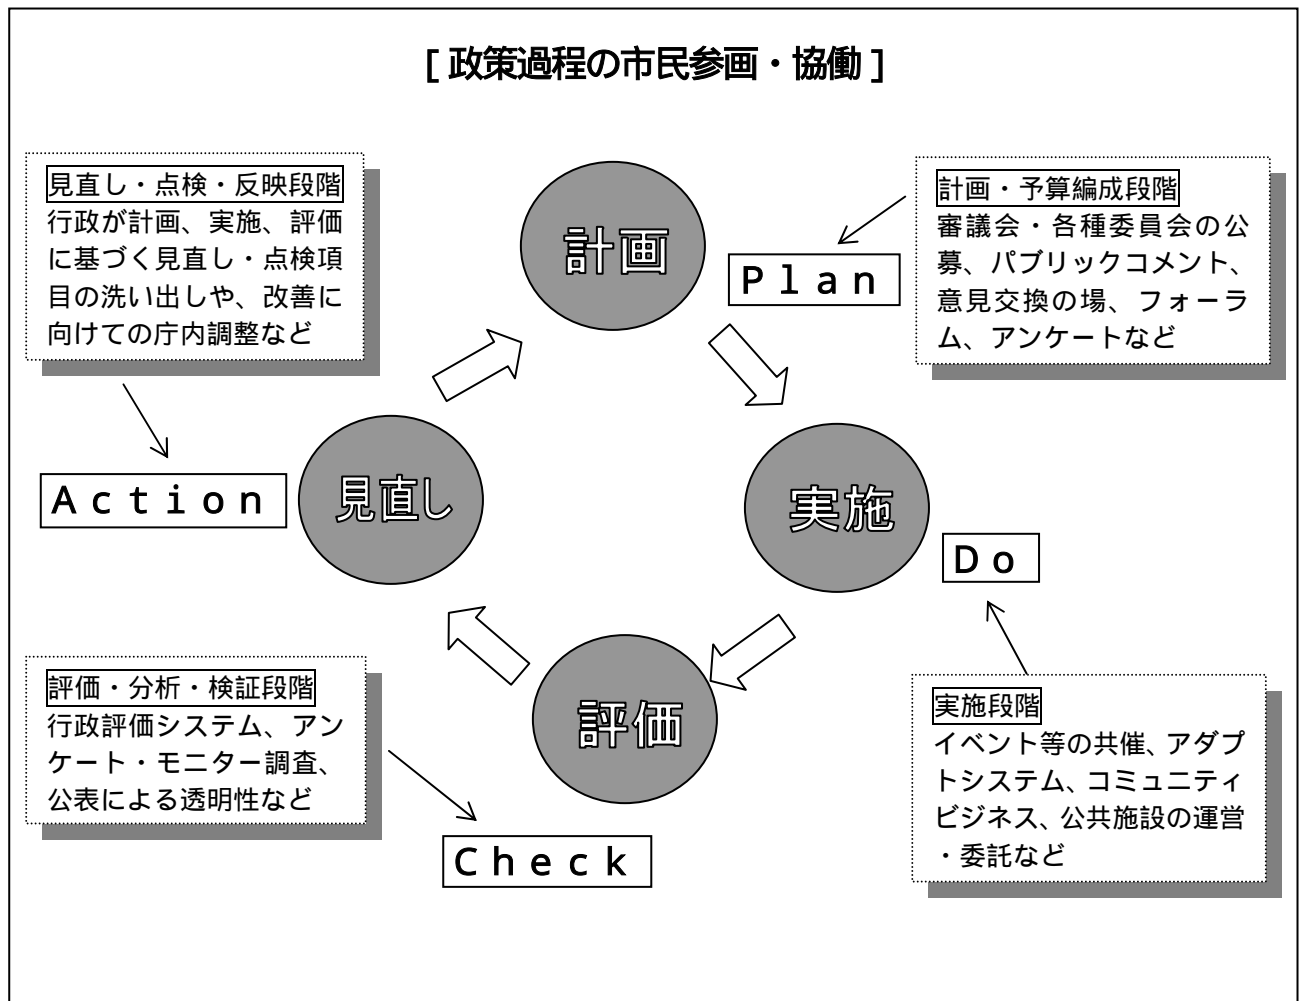 [ 政策過程の市民参画・協働 ]
見直し・点検・反映段階
行政が計画、実施、評価
に基づく見直し・点検項
目の洗い出しや、改善に
向けての庁内調整など
計画
Ｐｌａｎ
計画・予算編成段階
審議会・各種委員会の公
募、パブリックコメント、
意見交換の場、フォーラ
ム、アンケートなど
Ａｃｔｉｏｎ
見直し
実施
Ｄｏ
評価・分析・検証段階
行政評価システム、アン
ケート・モニター調査、
公表による透明性など
評価
Ｃｈｅｃｋ
実施段階
イベント等の共催、アダプ
トシステム、コミュニティ
ビジネス、公共施設の運営
・委託など